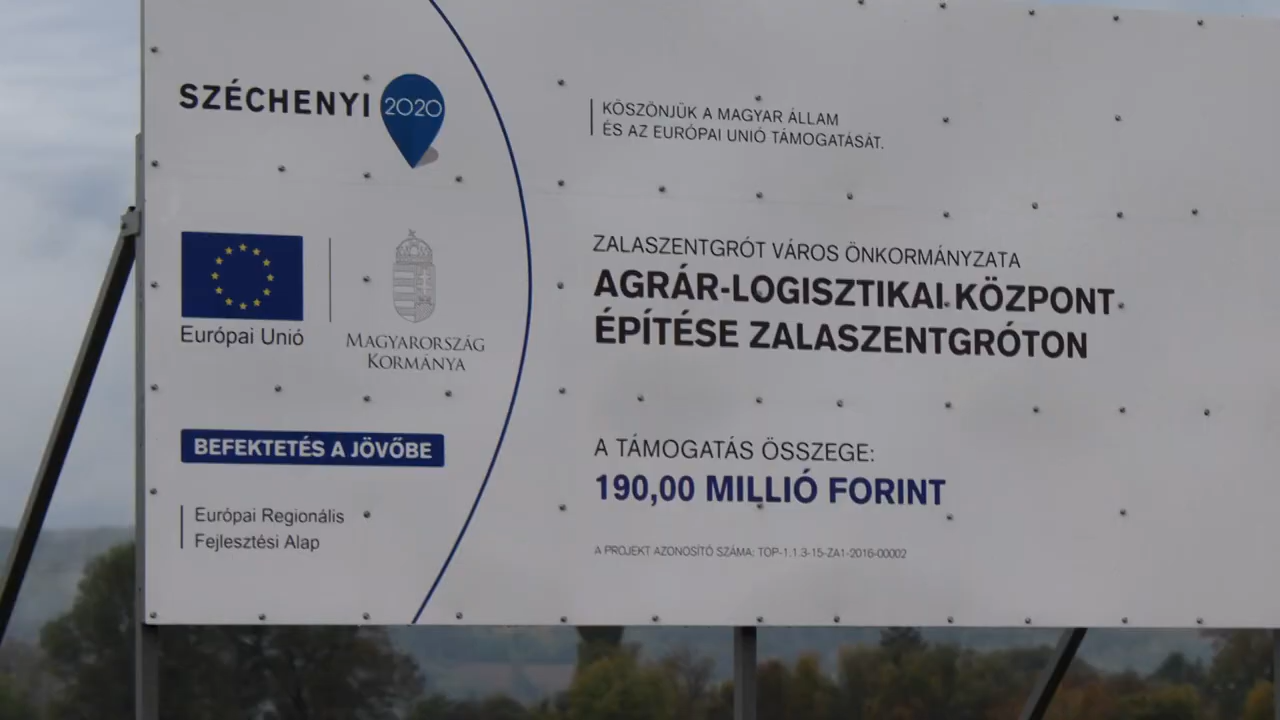 SZÉCHENYI 2020
Európai Unió
MAGYARORSZÁG
KORMÁNYA
BEFEKTETÉS A JÖVŐBE
Európai Regionális
Fejlesztési Alap
KÖSZÖNJÜK A MAGYAR ÁLLAM
ÉS AZ EURÓPAI UNIÓ TÁMOGATÁSÁT.
ZALASZENTGRÓT VÁROS ÖNKORMÁNYZATA
AGRÁR-LOGISZTIKAI KÖZPONT
ÉPÍTÉSE ZALASZENTGRÓTON
A TÁMOGATÁS ÖSSZEGE:
190,00 MILLIÓ FORINT
A PROJEKT AZONOSÍTÓ SZÁMA: TOP-1.1.3-15-ZA1-2016-00002